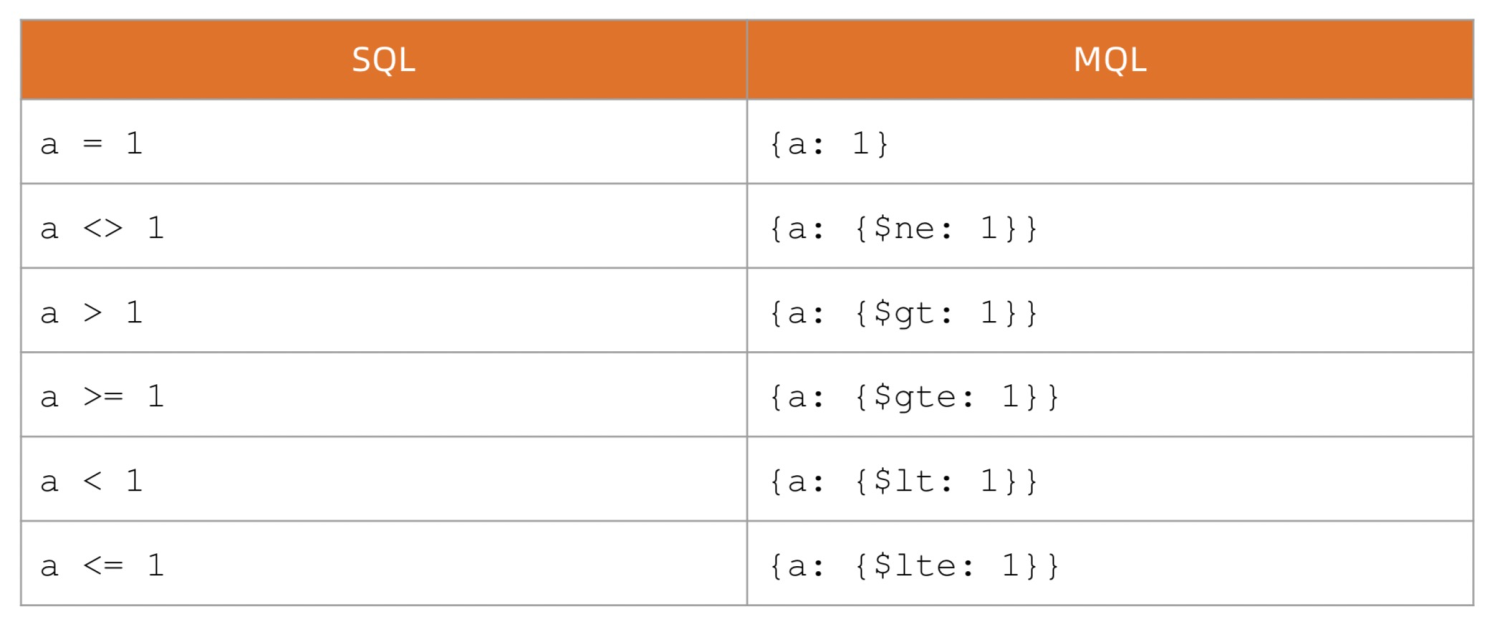 SQL MQL
a = 1 {a: 1}
a <> 1 {a: {$ne: 1}}
a > 1 {a: {$gt: 1}}
a >= 1 {a: {$gte: 1}}
a < 1 {a: {$lt: 1}}
a <= 1 {a: {$lte: 1}}